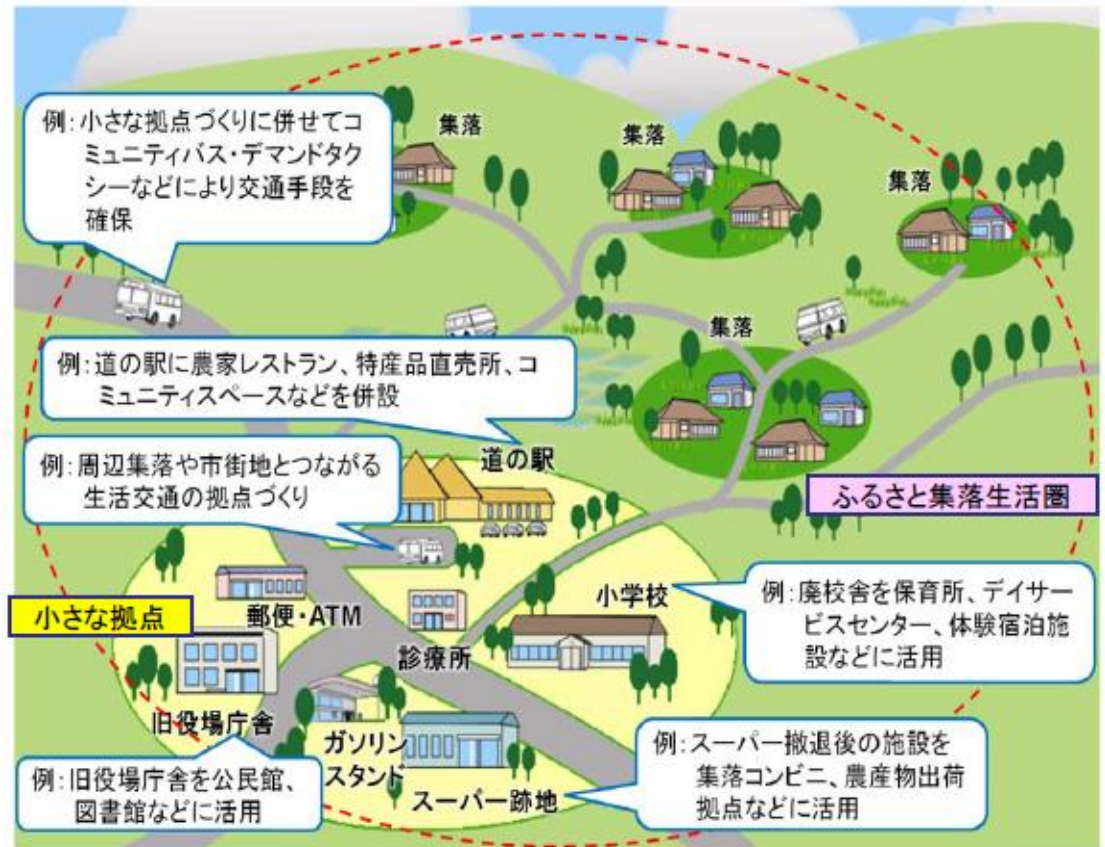 例:小さな拠点づくりに併せてコ
ミュニティバス・デマンドタク
シーなどにより交通手段を
確保
集落
集落
集落
集落
例:道の駅に農家レストラン、特産品直売所、コ
ミュニティスペースなどを併設
道の駅
例:周辺集落や市街地とつながる
生活交通の拠点づくり
ふるさと集落生活圏
小さな拠点
郵便・ATM
小学校
診療所
例:廃校舎を保育所、デイサー
ビスセンター、体験宿泊施
設などに活用
旧役場庁舎
ガソリン
スタンド
スーパー跡地
例:旧役場庁舎を公民館、
図書館などに活用
例:スーパー撤退後の施設を
集落コンビニ、農産物出荷
拠点などに活用